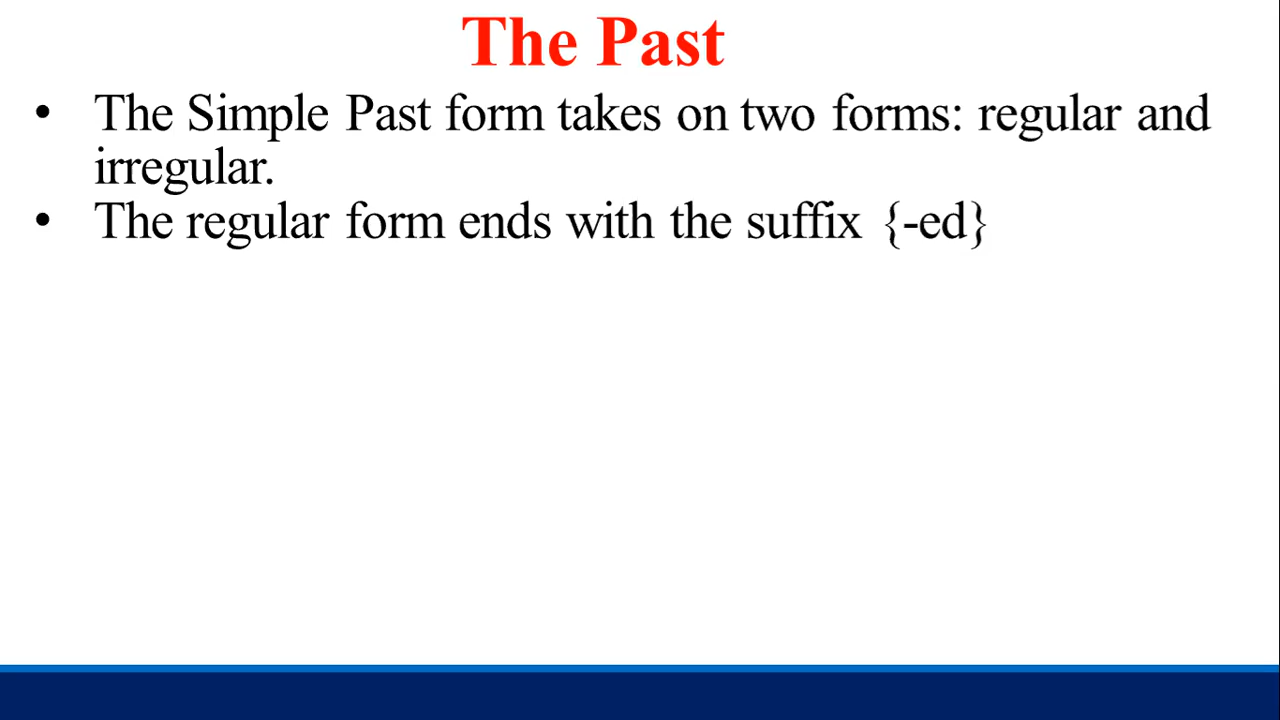 The Past
• The Simple Past form takes on two forms: regular and
irregular.
• The regular form ends with the suffix {-ed}